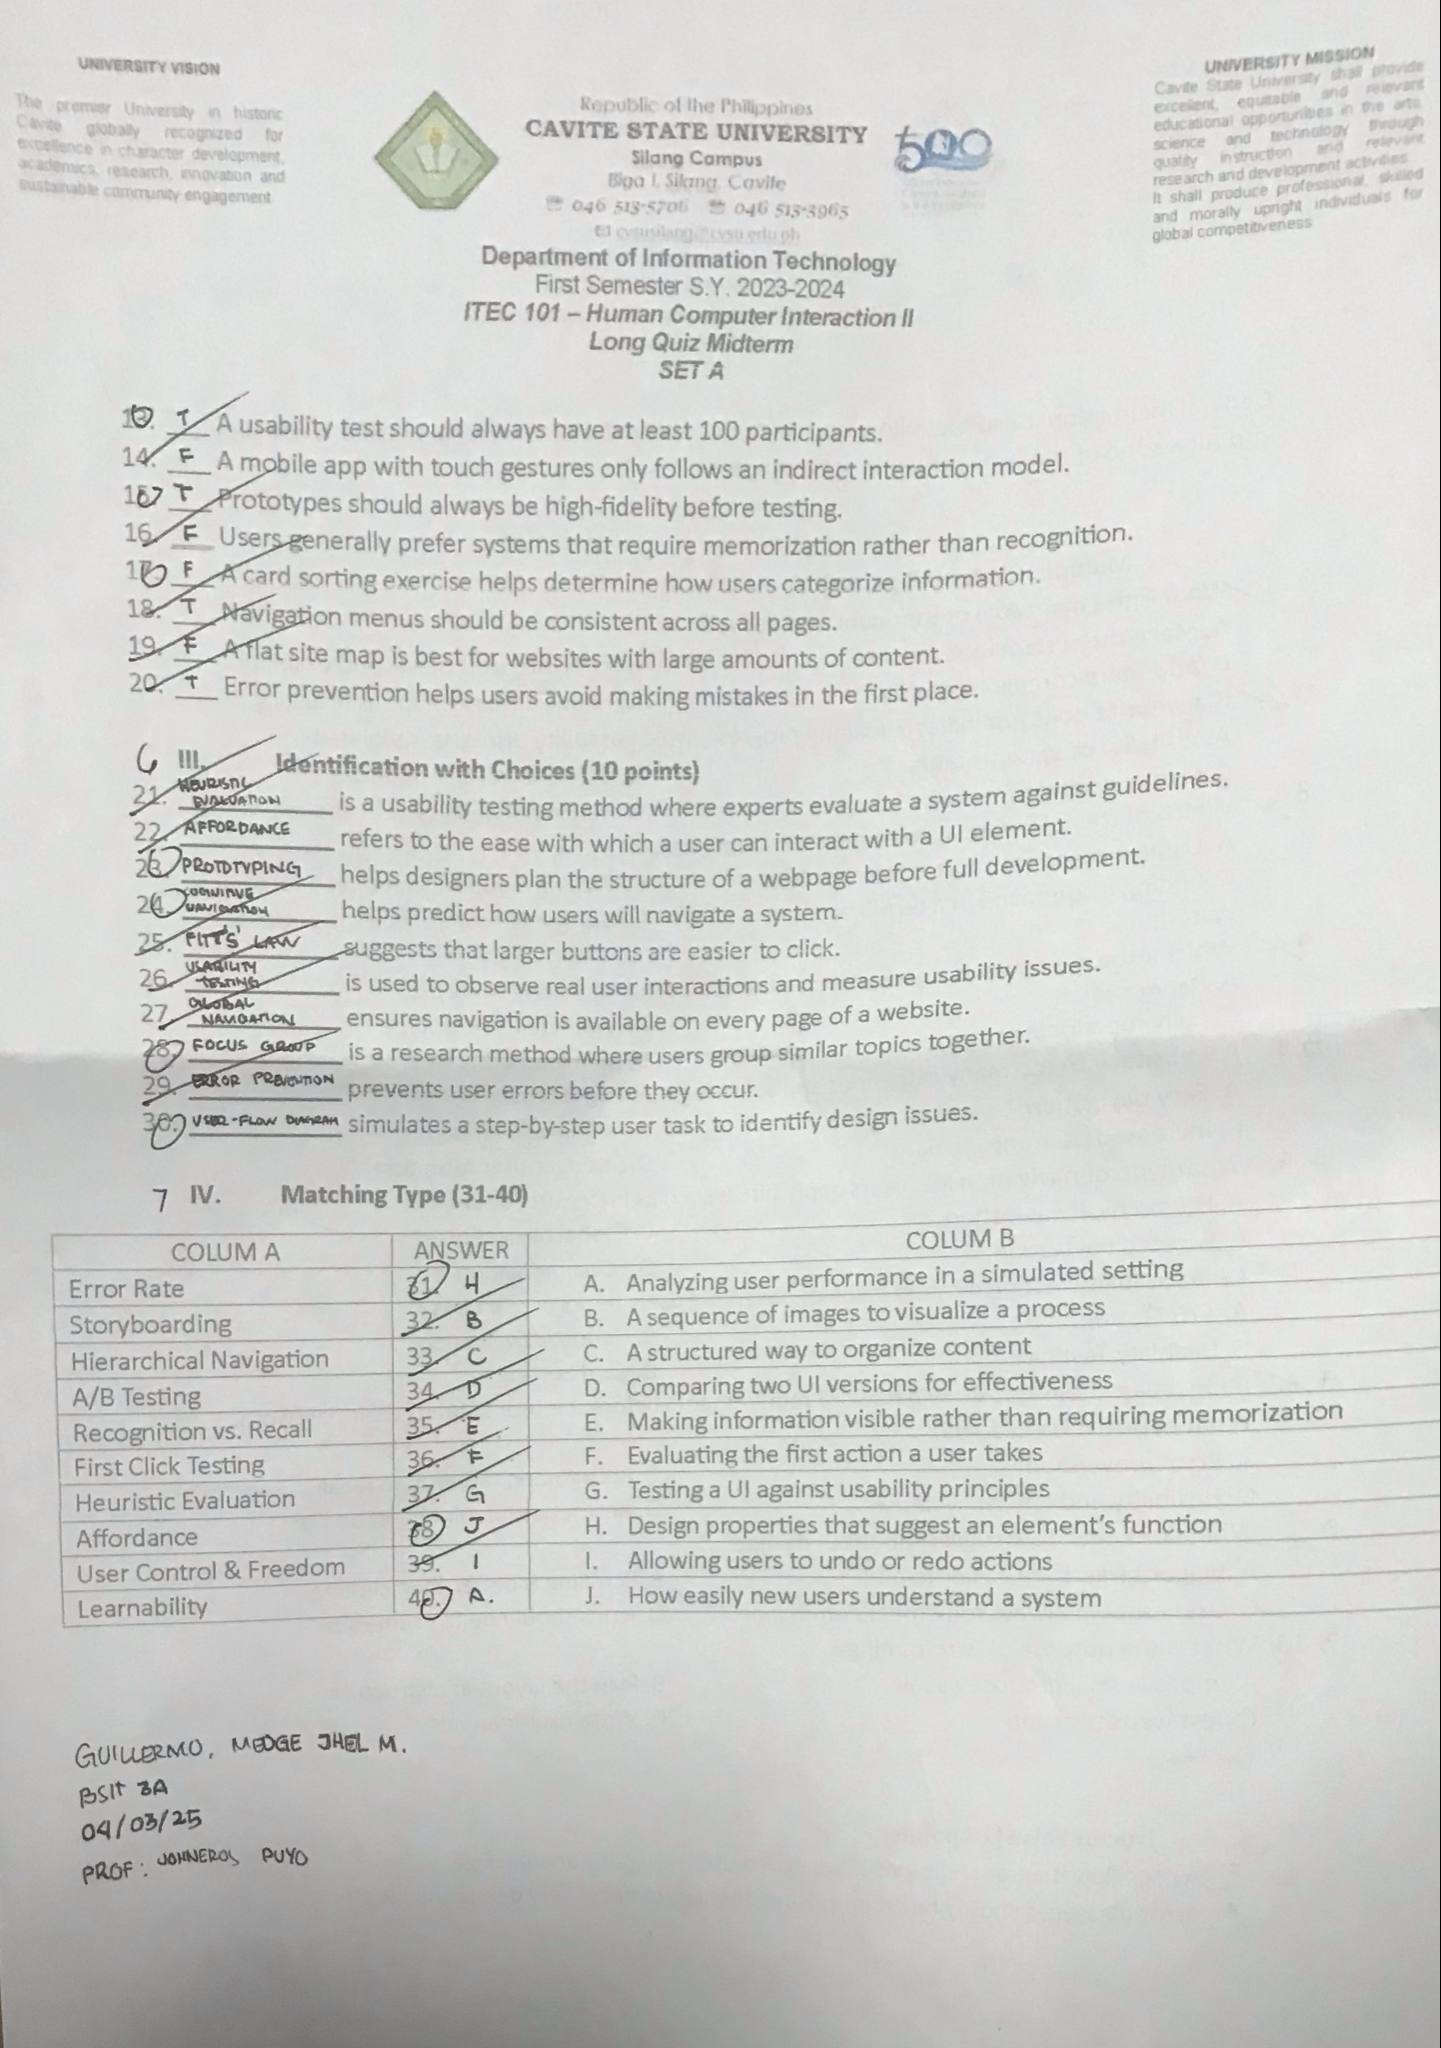 UNIVERSITY VISION
The premier University in historic
Cavite globally recognized for
excellence in character development,
academics, research, innovation and
sustainable community engagement
Republic of the Philippines
CAVITE STATE UNIVERSITY
Silang Campus
Biga I, Silang, Cavite
☎ 046 513-5706 ☎ 046 513-3965
cvsusilang@cvsu.edu.ph
500
UNIVERSITY MISSION
Cavite State University shall provide
excellent, equitable and relevant
educational opportunities in the arts,
science and technology through
quality instruction and relevant
research and development activities.
It shall produce professional, skilled
and morally upright individuals for
global competitiveness
Department of Information Technology
First Semester S.Y. 2023-2024
ITEC 101 – Human Computer Interaction II
Long Quiz Midterm
SET A
13. T A usability test should always have at least 100 participants.
14. F A mobile app with touch gestures only follows an indirect interaction model.
15. T Prototypes should always be high-fidelity before testing.
16. F Users generally prefer systems that require memorization rather than recognition.
17. F A card sorting exercise helps determine how users categorize information.
18. T Navigation menus should be consistent across all pages.
19. F A flat site map is best for websites with large amounts of content.
20. T Error prevention helps users avoid making mistakes in the first place.
6 III. Identification with Choices (10 points)
21. HEURISTIC EVALUATION is a usability testing method where experts evaluate a system against guidelines.
22. AFFORDANCE refers to the ease with which a user can interact with a UI element.
23. PROTOTYPING helps designers plan the structure of a webpage before full development.
24. COGNITIVE NAVIGATION helps predict how users will navigate a system.
25. FITTS' LAW suggests that larger buttons are easier to click.
26. USABILITY TESTING is used to observe real user interactions and measure usability issues.
27. GLOBAL NAVIGATION ensures navigation is available on every page of a website.
28. FOCUS GROUP is a research method where users group similar topics together.
29. ERROR PREVENTION prevents user errors before they occur.
30. USER-FLOW DIAGRAM simulates a step-by-step user task to identify design issues.
7 IV. Matching Type (31-40)
COLUM A ANSWER COLUM B
Error Rate 31. H A. Analyzing user performance in a simulated setting
Storyboarding 32. B B. A sequence of images to visualize a process
Hierarchical Navigation 33. C C. A structured way to organize content
A/B Testing 34. D D. Comparing two UI versions for effectiveness
Recognition vs. Recall 35. E E. Making information visible rather than requiring memorization
First Click Testing 36. F F. Evaluating the first action a user takes
Heuristic Evaluation 37. G G. Testing a UI against usability principles
Affordance 38. J H. Design properties that suggest an element's function
User Control & Freedom 39. I I. Allowing users to undo or redo actions
Learnability 40. A. J. How easily new users understand a system
GUILLERMO, MEDGE JHEL M.
BSIT 3A
04/03/25
PROF: JOHNEROS PUYO